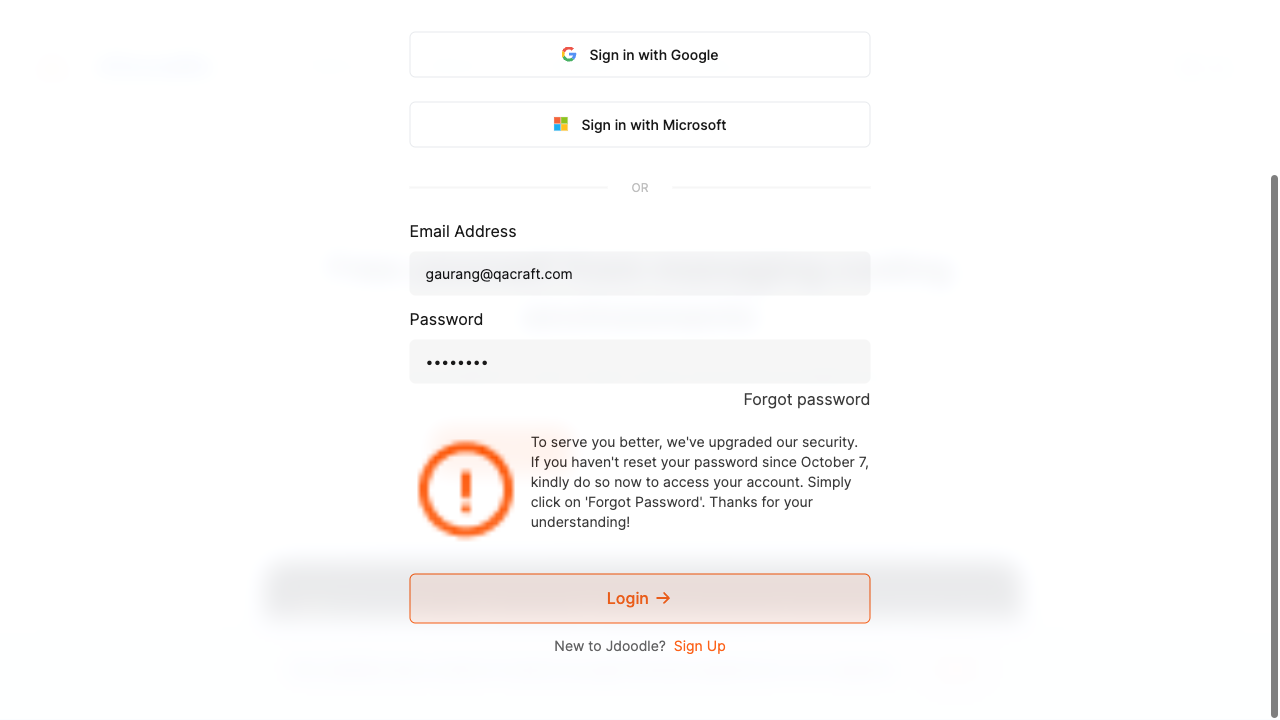 Sign in with Google
Sign in with Microsoft
OR
Email Address
gaurang@qacraft.com
Password
••••••••
Forgot password
To serve you better, we've upgraded our security.
If you haven't reset your password since October 7,
kindly do so now to access your account. Simply
click on 'Forgot Password'. Thanks for your
understanding!
Login →
New to Jdoodle? Sign Up